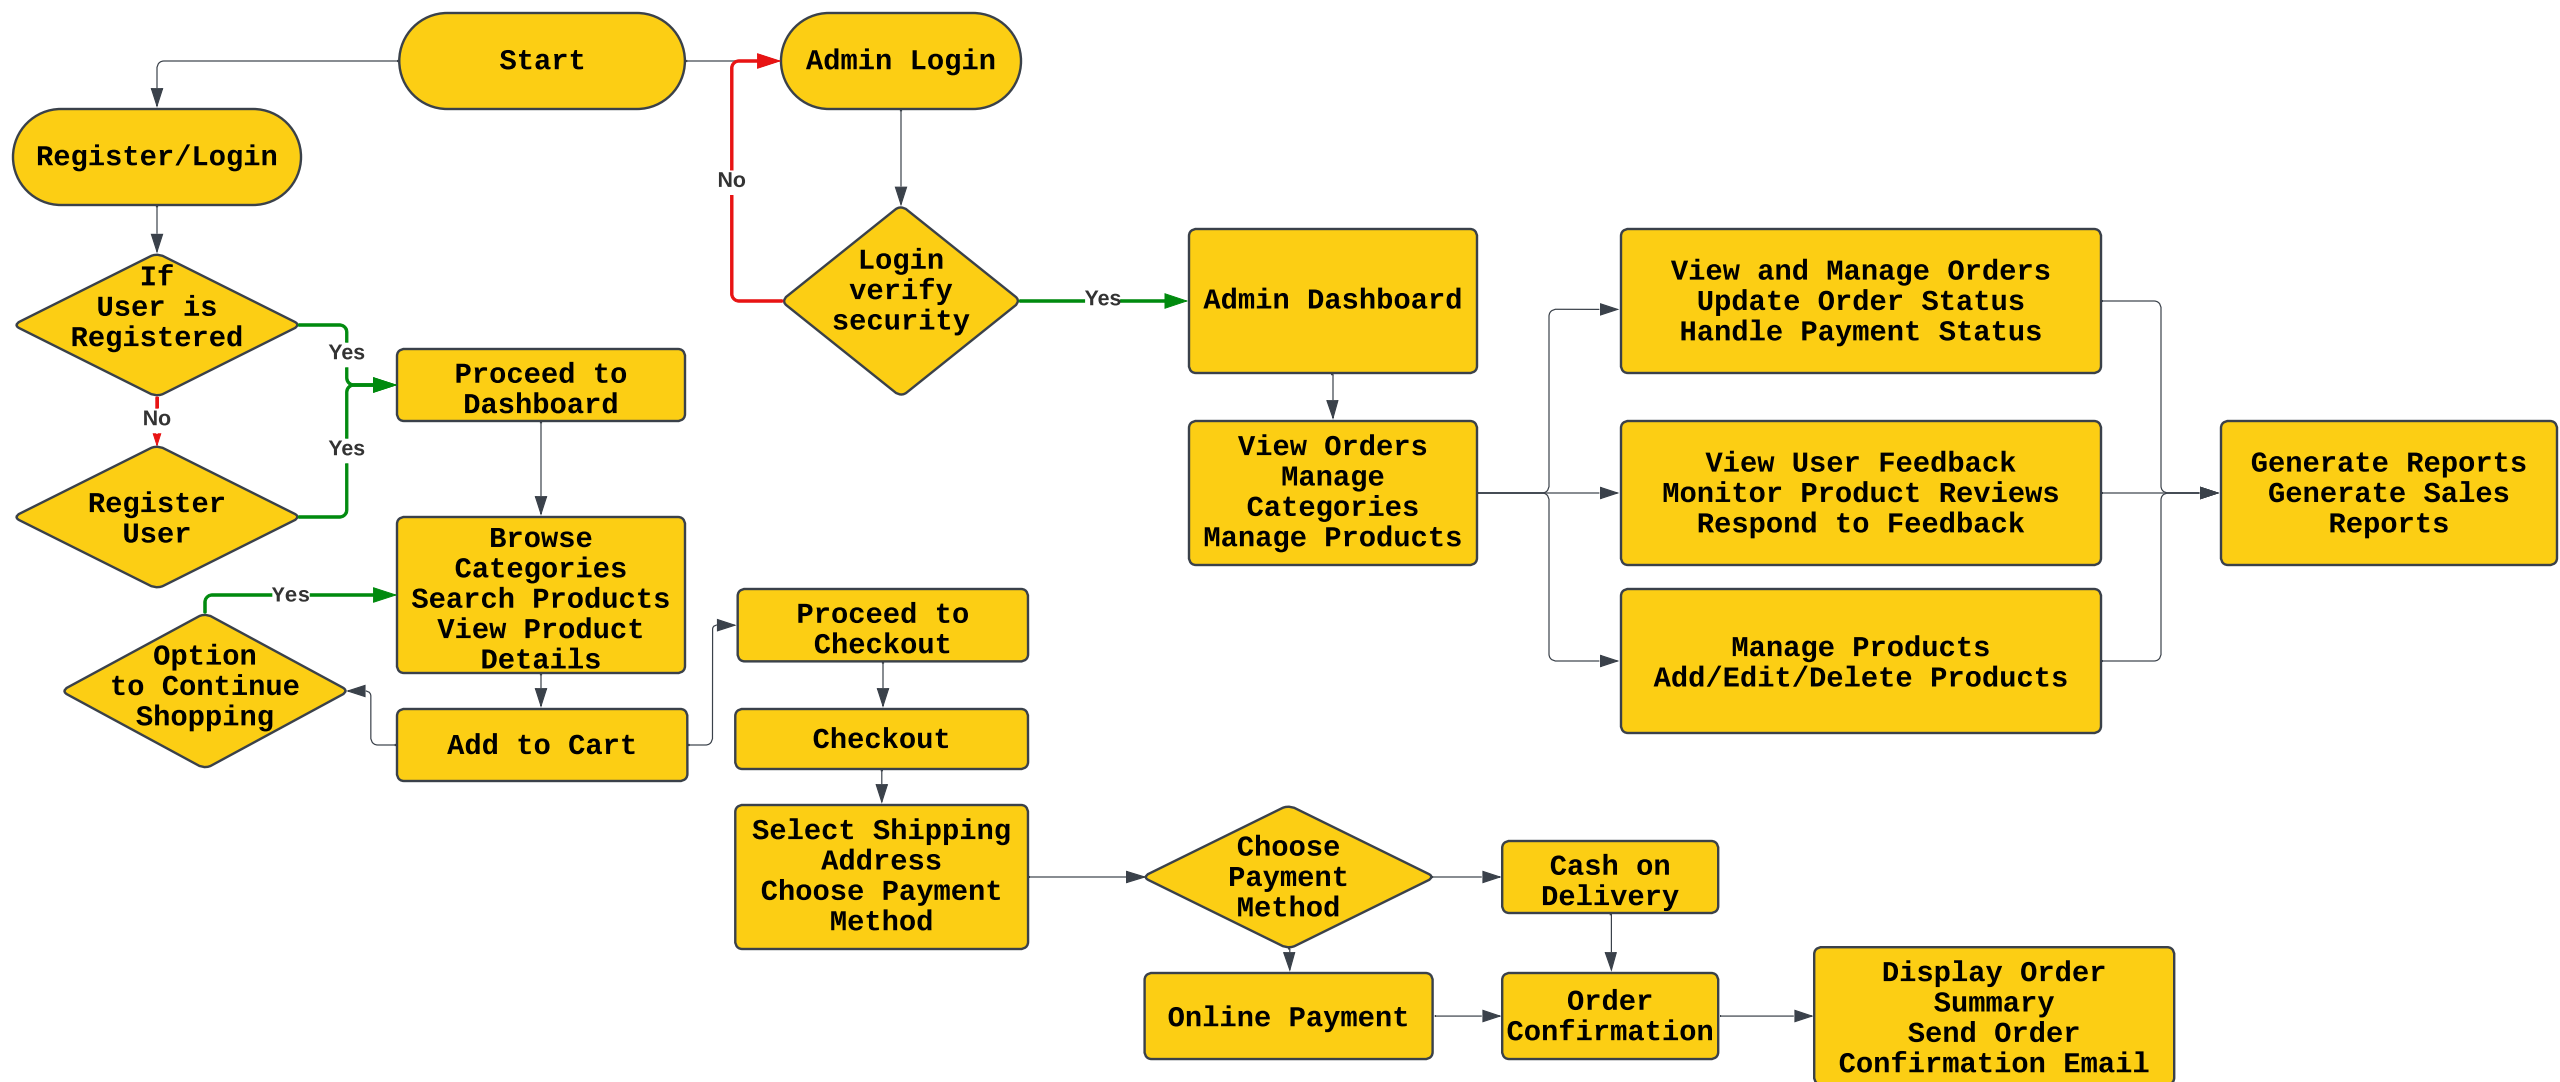 Start
Admin Login
Register/Login
No
If
User is
Registered
Login
verify
security
Yes
Admin Dashboard
View and Manage Orders
Update Order Status
Handle Payment Status
Yes
Proceed to
Dashboard
No
Yes
Register
User
View Orders
Manage
Categories
Manage Products
View User Feedback
Monitor Product Reviews
Respond to Feedback
Generate Reports
Generate Sales
Reports
Yes
Browse
Categories
Search Products
View Product
Details
Proceed to
Checkout
Manage Products
Add/Edit/Delete Products
Option
to Continue
Shopping
Add to Cart
Checkout
Select Shipping
Address
Choose Payment
Method
Choose
Payment
Method
Cash on
Delivery
Online Payment
Order
Confirmation
Display Order
Summary
Send Order
Confirmation Email